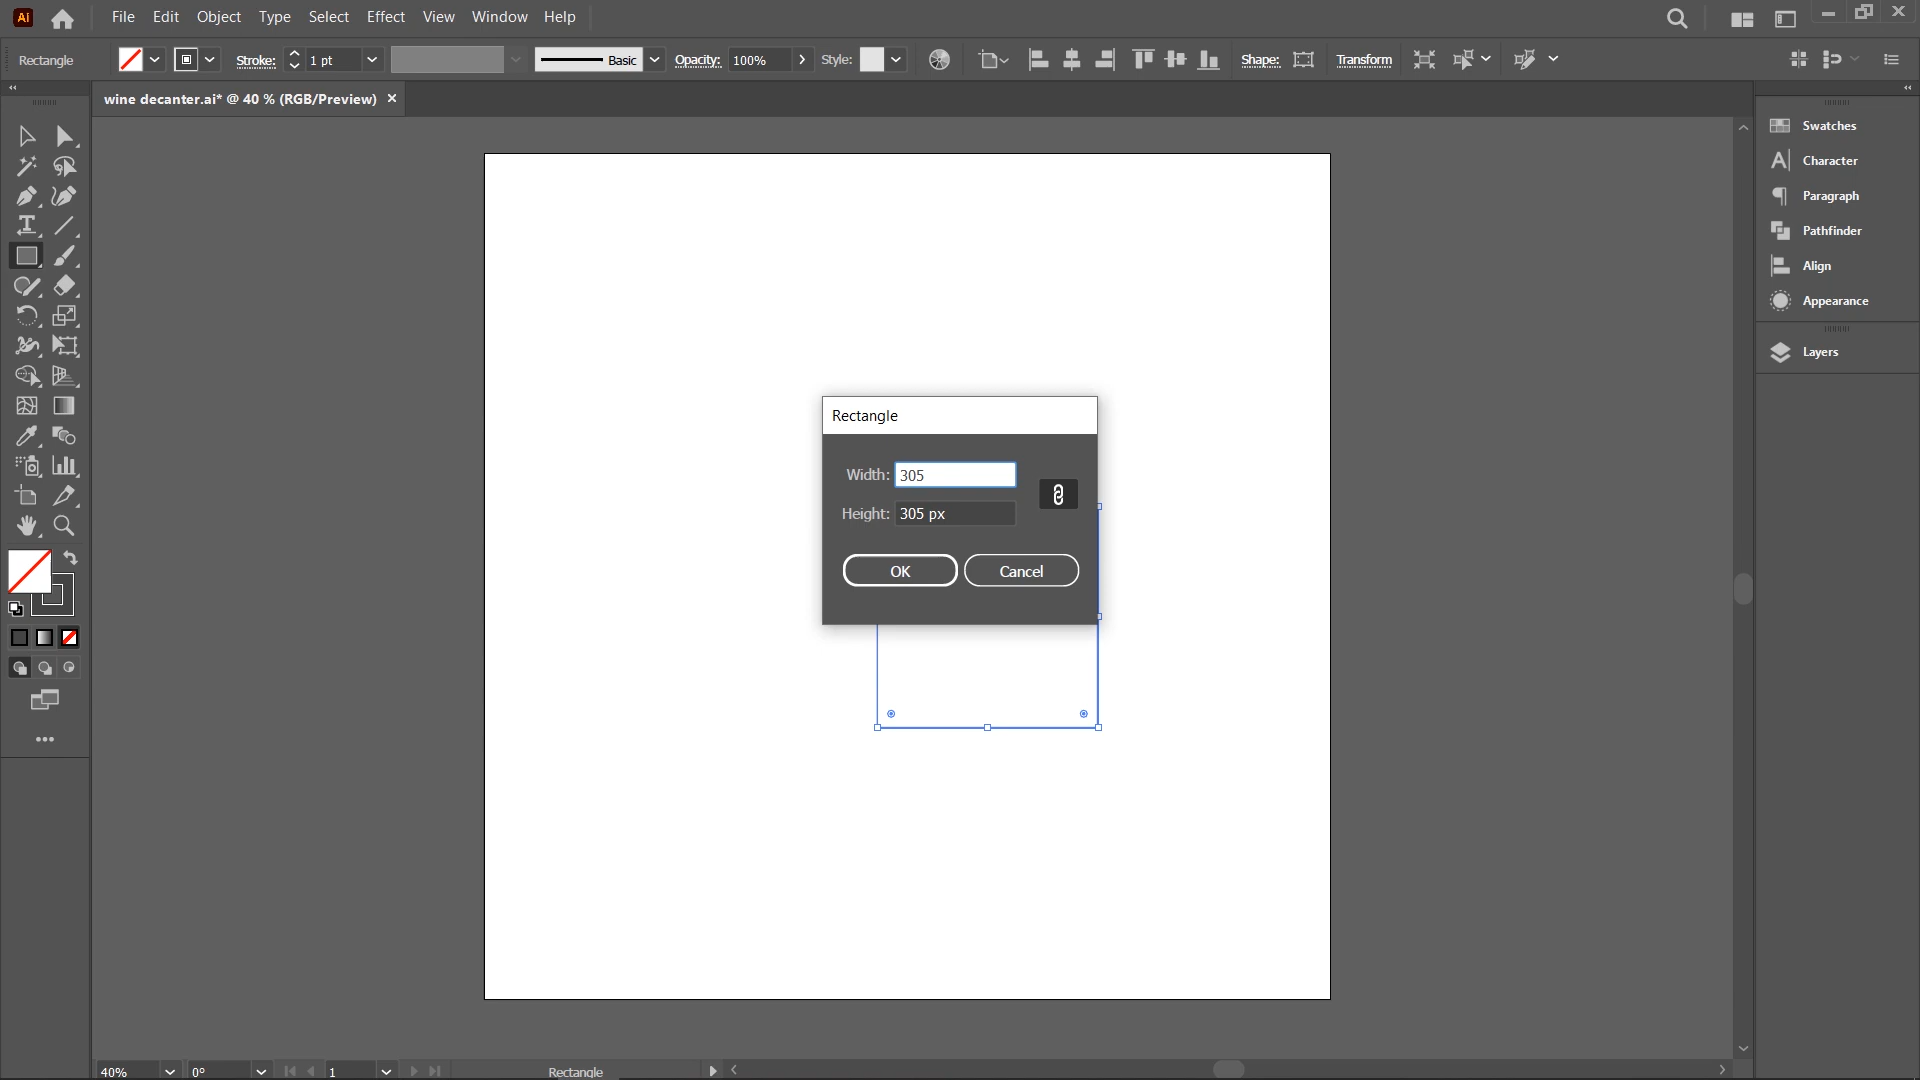 Ai File Edit Object Type Select Effect View Window Help
Rectangle Stroke: 1 pt Basic Opacity: 100% Style: Shape: Transform
wine decanter.ai* @ 40 % (RGB/Preview)
Swatches
Character
Paragraph
Pathfinder
Align
Appearance
Layers
Rectangle
Width: 305
Height: 305 px
OK Cancel
40% 0° 1 Rectangle